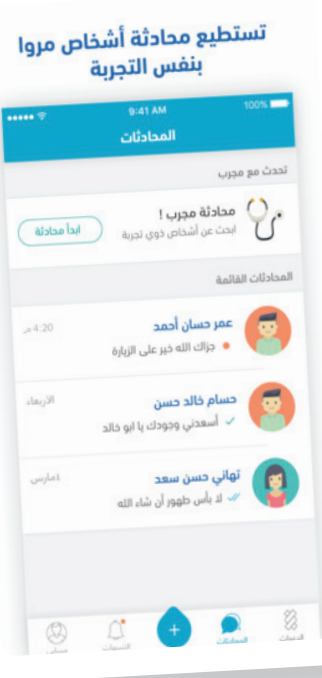 تستطيع محادثة أشخاص مروا
بنفس التجربة
9:41 AM
100%
المحادثات
تحدث مع مجرب
محادثة مجرب !
ابحث عن أشخاص ذوي تجربة
ابدأ محادثة
المحادثات القائمة
عمر حسان أحمد
4:20 م
جزاك الله خير على الزيارة
حسام خالد حسن
الاربعاء
أسعدني وجودك يا ابو خالد
تهاني حسن سعد
1مارس
لا بأس طهور أن شاء الله
المحادثات
+